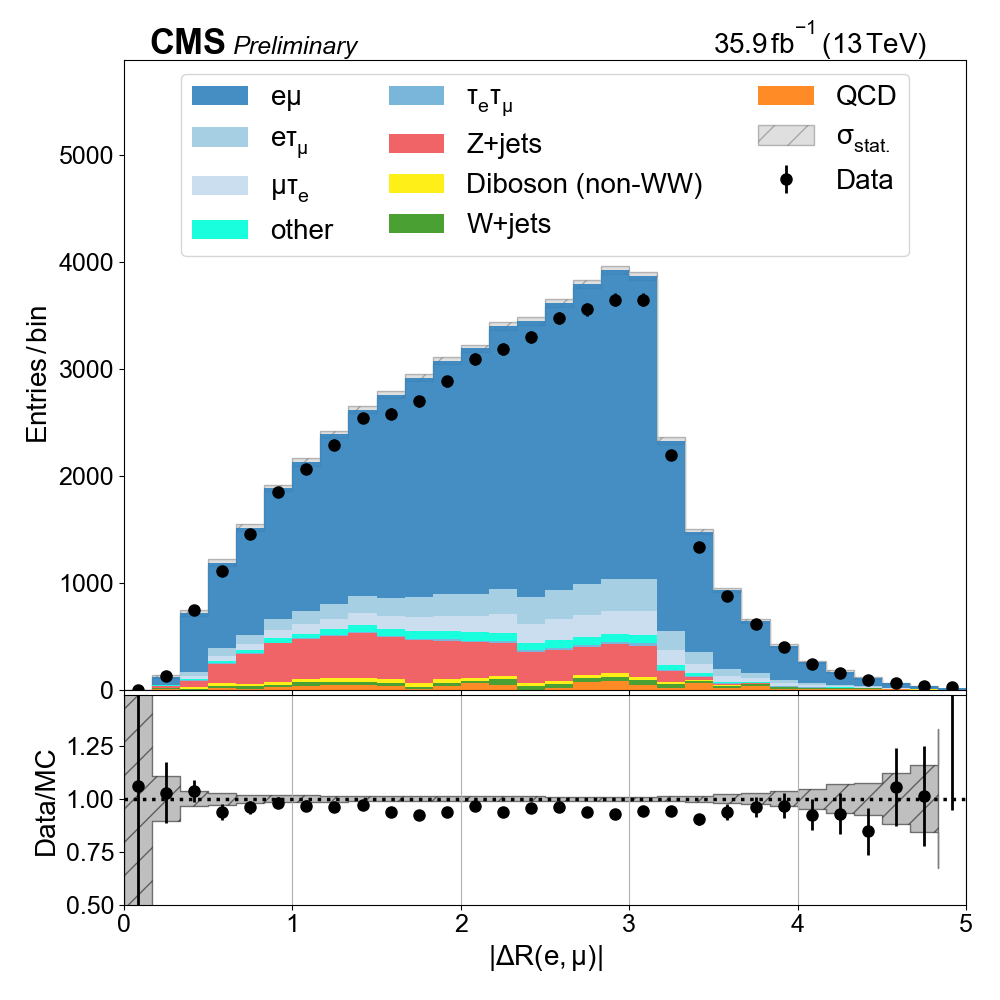 CMS Preliminary
35.9 fb⁻¹ (13 TeV)
eμ
eτμ
μτe
other
τeτμ
Z+jets
Diboson (non-WW)
W+jets
QCD
σstat.
Data
Entries / bin
5000
4000
3000
2000
1000
0
Data/MC
1.25
1.00
0.75
0.50
0 1 2 3 4 5
|ΔR(e, μ)|